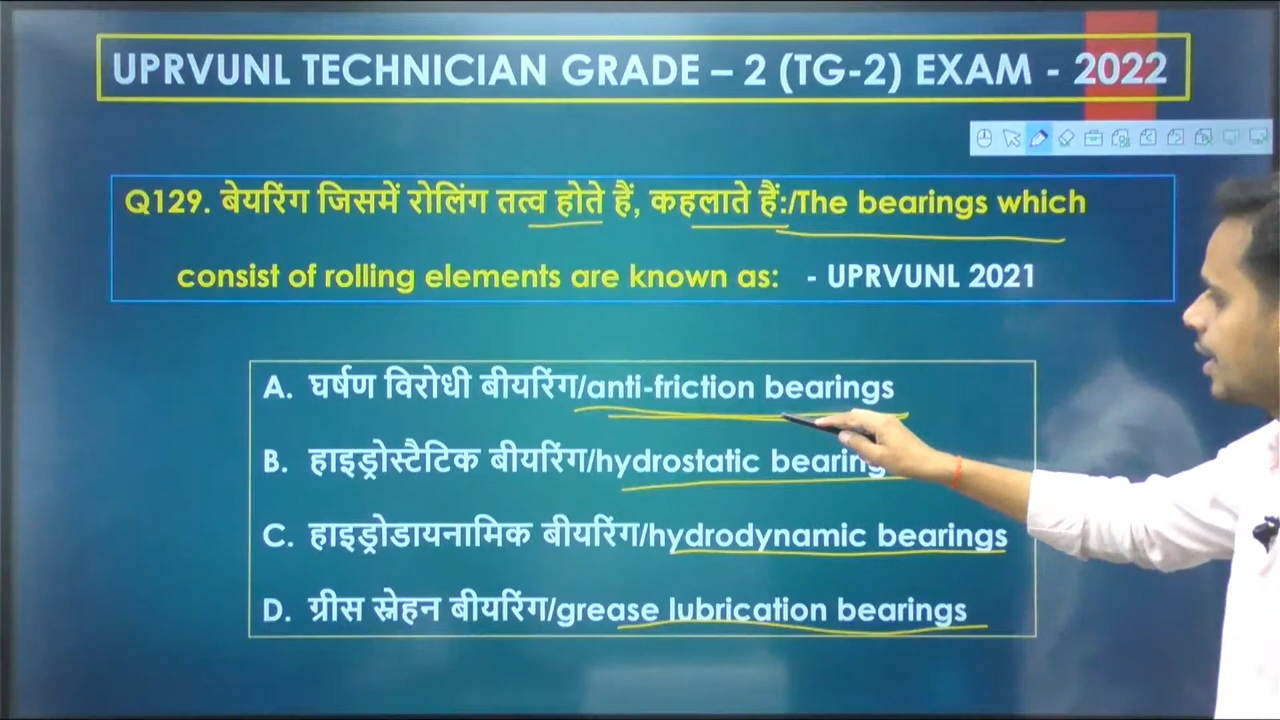 UPRVUNL TECHNICIAN GRADE – 2 (TG-2) EXAM - 2022
Q129. बेयरिंग जिसमें रोलिंग तत्व होते हैं, कहलाते हैं:/The bearings which
consist of rolling elements are known as: - UPRVUNL 2021
A. घर्षण विरोधी बीयरिंग/anti-friction bearings
B. हाइड्रोस्टैटिक बीयरिंग/hydrostatic bearing
C. हाइड्रोडायनामिक बीयरिंग/hydrodynamic bearings
D. ग्रीस स्नेहन बीयरिंग/grease lubrication bearings